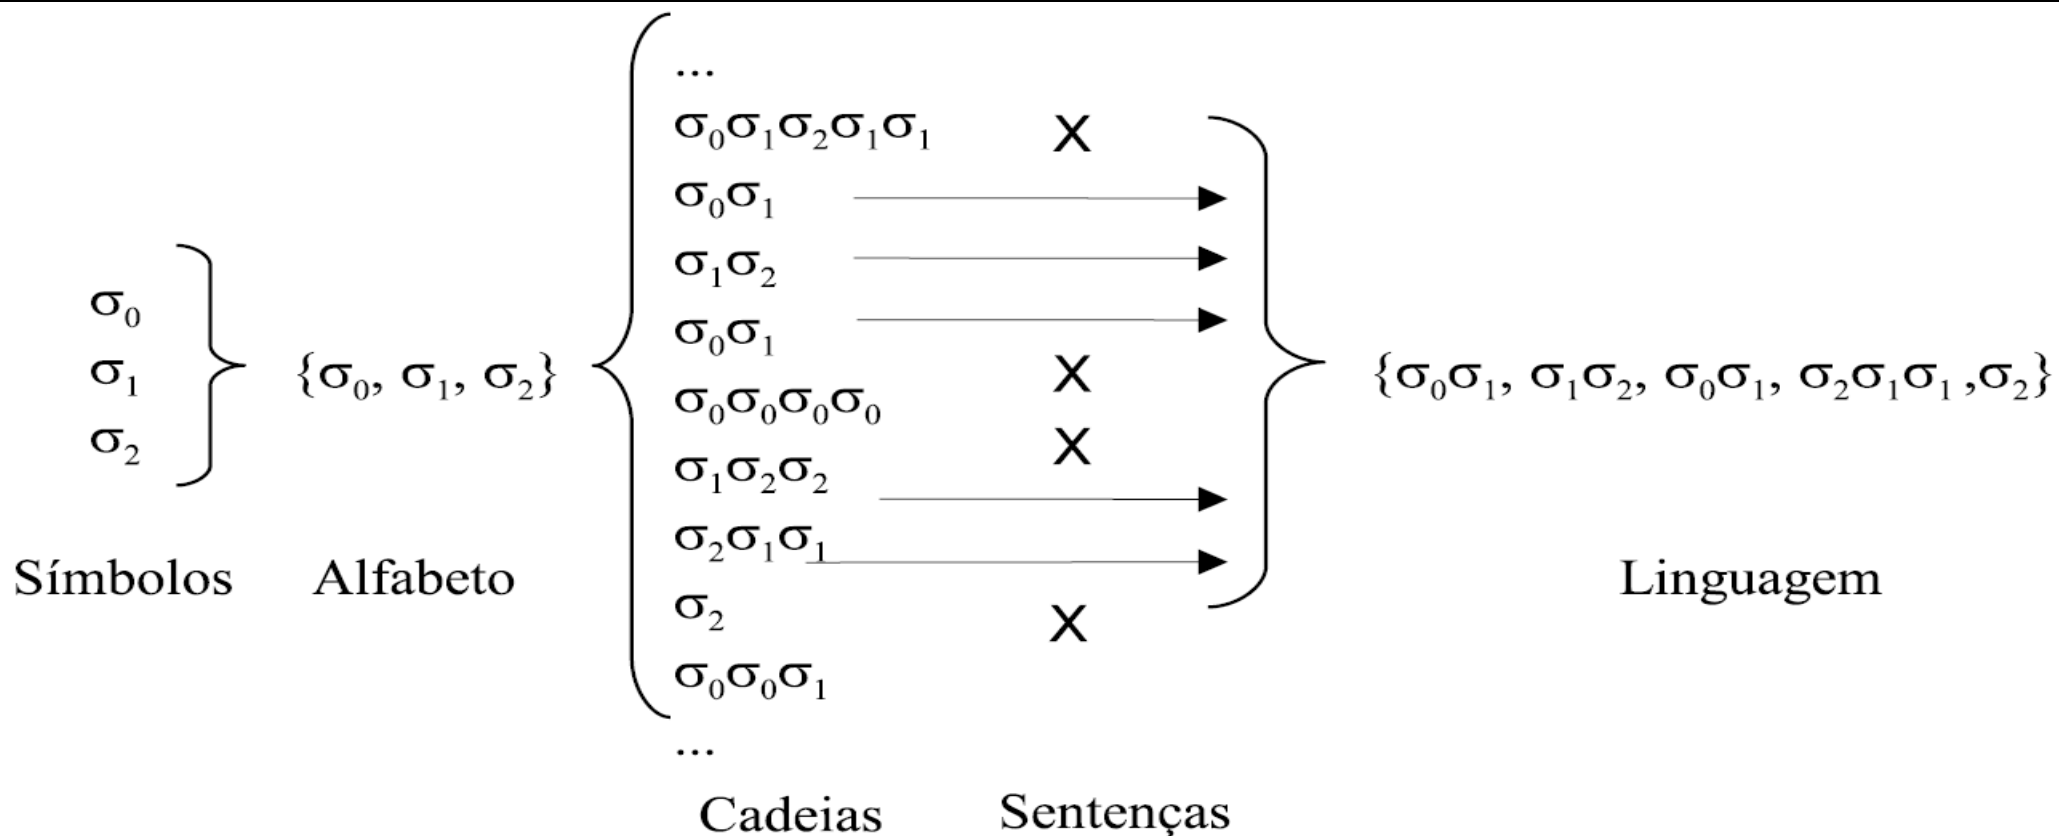 ...
σ₀σ₁σ₂σ₁σ₁ X
σ₀σ₁
σ₁σ₂
σ₀
σ₀σ₁
σ₁
{σ₀, σ₁, σ₂}
X
{σ₀σ₁, σ₁σ₂, σ₀σ₁, σ₂σ₁σ₁ ,σ₂}
σ₀σ₀σ₀σ₀
σ₂
X
σ₁σ₂σ₂
σ₂σ₁σ₁
Símbolos Alfabeto Linguagem
σ₂
X
σ₀σ₀σ₁
...
Cadeias Sentenças